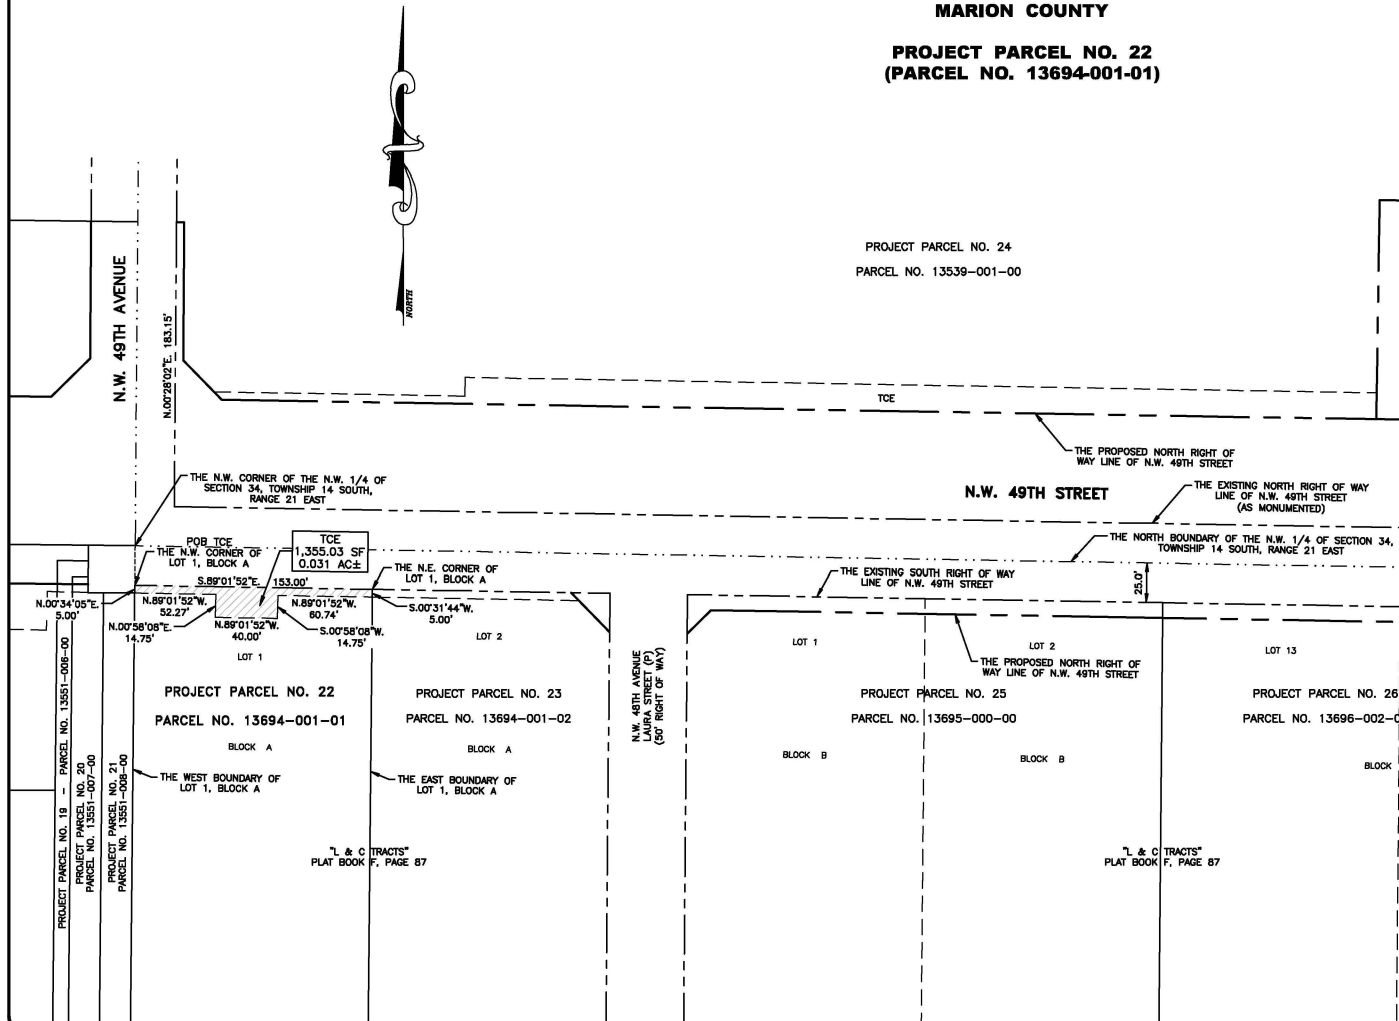 MARION COUNTY
PROJECT PARCEL NO. 22
(PARCEL NO. 13694-001-01)
NORTH
N.W. 49TH AVENUE
N.00°28'02"E. 183.15'
PROJECT PARCEL NO. 24
PARCEL NO. 13539-001-00
TCE
THE PROPOSED NORTH RIGHT OF
WAY LINE OF N.W. 49TH STREET
THE N.W. CORNER OF THE N.W. 1/4 OF
SECTION 34, TOWNSHIP 14 SOUTH,
RANGE 21 EAST
N.W. 49TH STREET
THE EXISTING NORTH RIGHT OF WAY
LINE OF N.W. 49TH STREET
(AS MONUMENTED)
THE NORTH BOUNDARY OF THE N.W. 1/4 OF SECTION 34,
TOWNSHIP 14 SOUTH, RANGE 21 EAST
POB TCE
THE N.W. CORNER OF
LOT 1, BLOCK A
TCE
1,355.03 SF
0.031 AC±
THE N.E. CORNER OF
LOT 1, BLOCK A
THE EXISTING SOUTH RIGHT OF WAY
LINE OF N.W. 49TH STREET
25.0'
S.89°01'52"E. 153.00'
N.00°34'05"E.
5.00'
N.89°01'52"W.
52.27'
N.89°01'52"W.
60.74'
S.00°31'44"W.
5.00'
N.00°58'08"E.
14.75'
N.89°01'52"W.
40.00'
S.00°58'08"W.
14.75'
LOT 1
LOT 2
LOT 1
LOT 2
LOT 13
THE PROPOSED NORTH RIGHT OF
WAY LINE OF N.W. 49TH STREET
PROJECT PARCEL NO. 22
PARCEL NO. 13694-001-01
BLOCK A
PROJECT PARCEL NO. 23
PARCEL NO. 13694-001-02
BLOCK A
N.W. 48TH AVENUE
LAURA STREET (P)
(50' RIGHT OF WAY)
PROJECT PARCEL NO. 25
PARCEL NO. 13695-000-00
BLOCK B
BLOCK B
PROJECT PARCEL NO. 26
PARCEL NO. 13696-002-0
BLOCK
THE WEST BOUNDARY OF
LOT 1, BLOCK A
THE EAST BOUNDARY OF
LOT 1, BLOCK A
PROJECT PARCEL NO. 19 - PARCEL NO. 13551-006-00
PROJECT PARCEL NO. 20
PARCEL NO. 13551-007-00
PROJECT PARCEL NO. 21
PARCEL NO. 13551-008-00
"L & C TRACTS"
PLAT BOOK F, PAGE 87
"L & C TRACTS"
PLAT BOOK F, PAGE 87